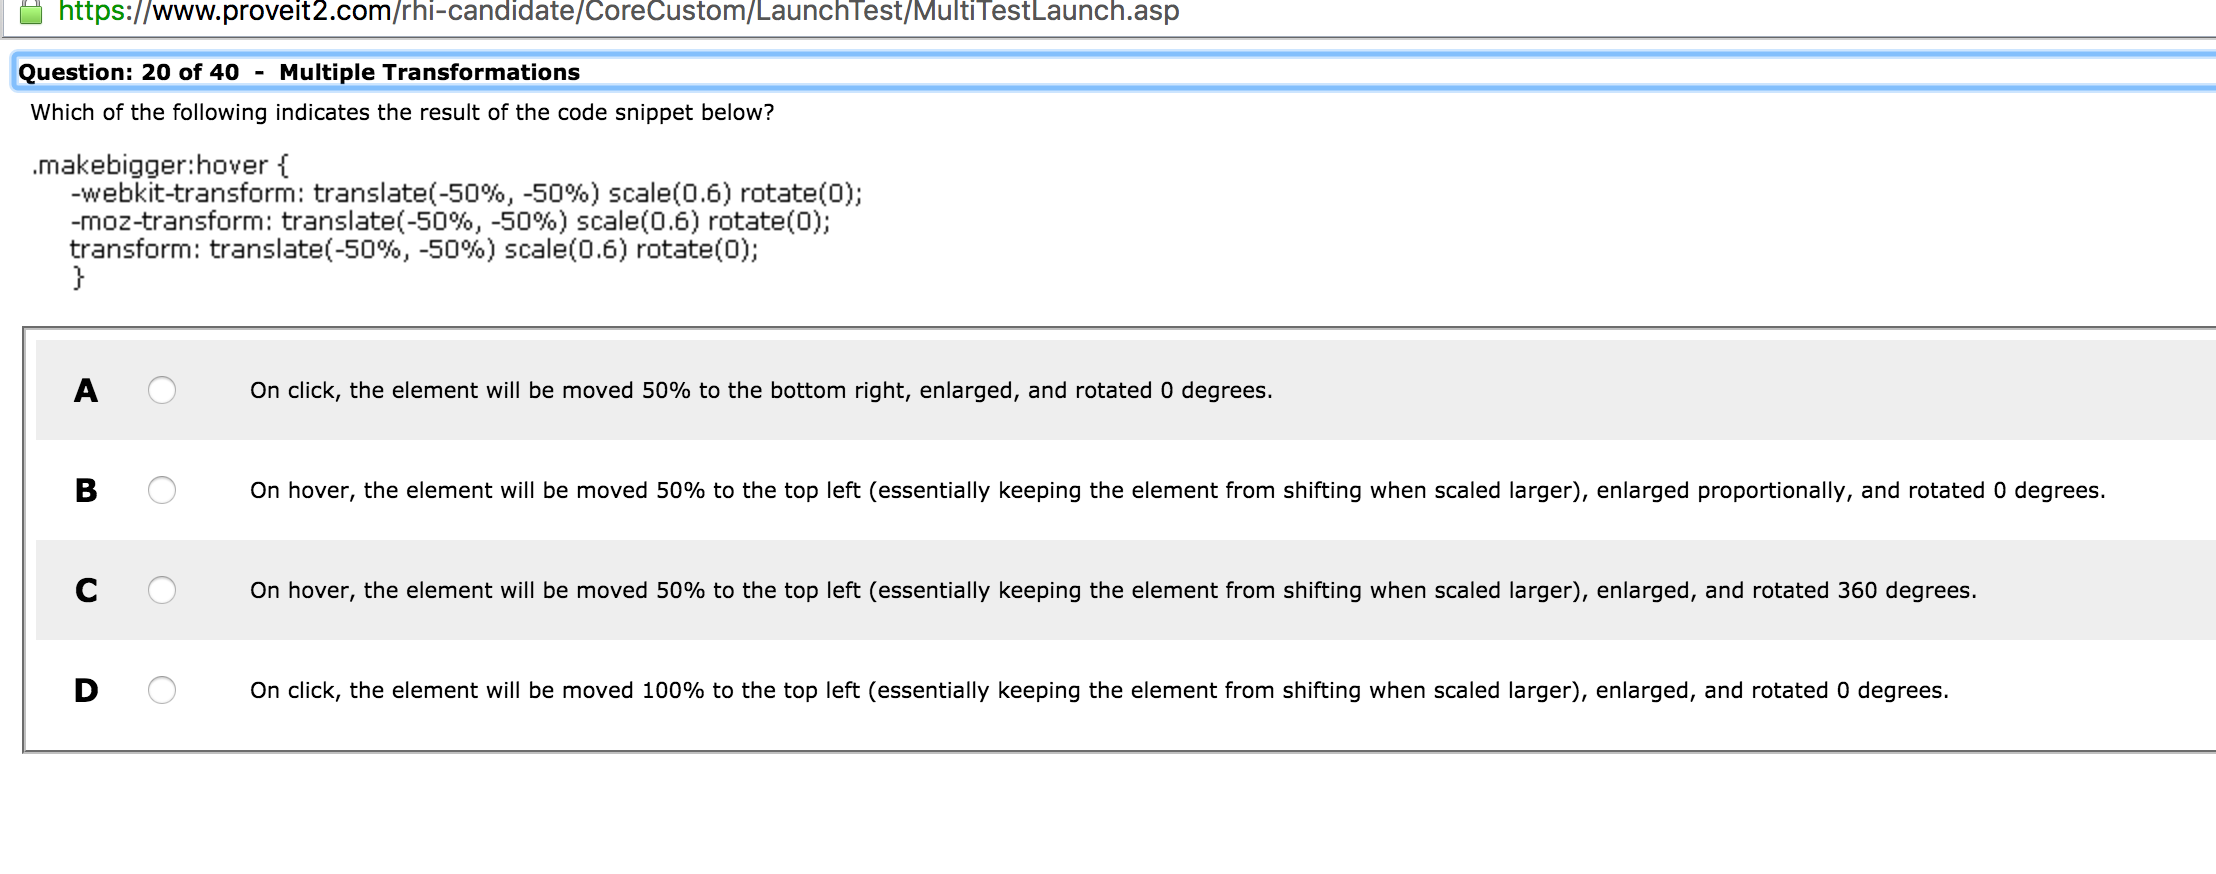 https://www.proveit2.com/rhi-candidate/CoreCustom/LaunchTest/MultiTestLaunch.asp
Question: 20 of 40 - Multiple Transformations
Which of the following indicates the result of the code snippet below?
.makebigger:hover {
-webkit-transform: translate(-50%, -50%) scale(0.6) rotate(0);
-moz-transform: translate(-50%, -50%) scale(0.6) rotate(0);
transform: translate(-50%, -50%) scale(0.6) rotate(0);
}
A On click, the element will be moved 50% to the bottom right, enlarged, and rotated 0 degrees.
B On hover, the element will be moved 50% to the top left (essentially keeping the element from shifting when scaled larger), enlarged proportionally, and rotated 0 degrees.
C On hover, the element will be moved 50% to the top left (essentially keeping the element from shifting when scaled larger), enlarged, and rotated 360 degrees.
D On click, the element will be moved 100% to the top left (essentially keeping the element from shifting when scaled larger), enlarged, and rotated 0 degrees.